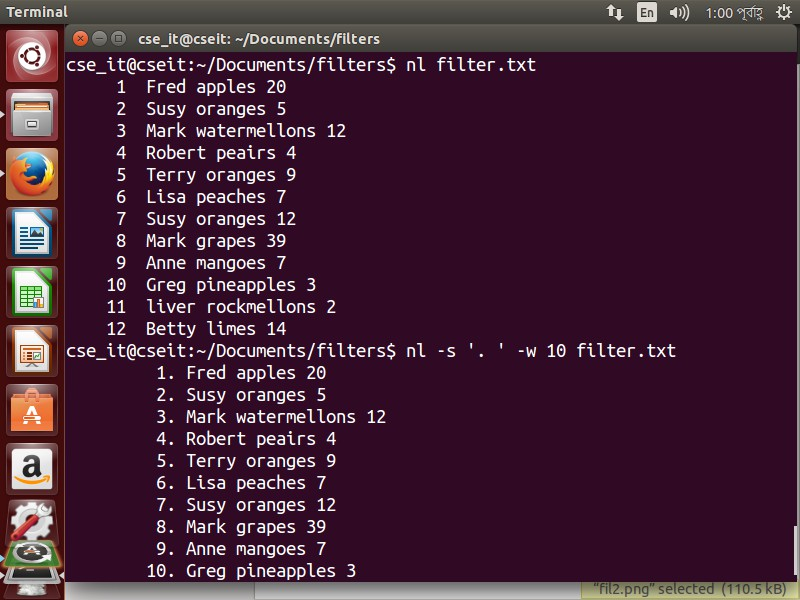 Terminal
En
1:00 পূর্বাহ্ণ
cse_it@cseit: ~/Documents/filters
cse_it@cseit:~/Documents/filters$ nl filter.txt
1 Fred apples 20
2 Susy oranges 5
3 Mark watermellons 12
4 Robert peairs 4
5 Terry oranges 9
6 Lisa peaches 7
7 Susy oranges 12
8 Mark grapes 39
9 Anne mangoes 7
10 Greg pineapples 3
11 liver rockmellons 2
12 Betty limes 14
cse_it@cseit:~/Documents/filters$ nl -s '. ' -w 10 filter.txt
1. Fred apples 20
2. Susy oranges 5
3. Mark watermellons 12
4. Robert peairs 4
5. Terry oranges 9
6. Lisa peaches 7
7. Susy oranges 12
8. Mark grapes 39
9. Anne mangoes 7
10. Greg pineapples 3
"fil2.png" selected (110.5 kB)